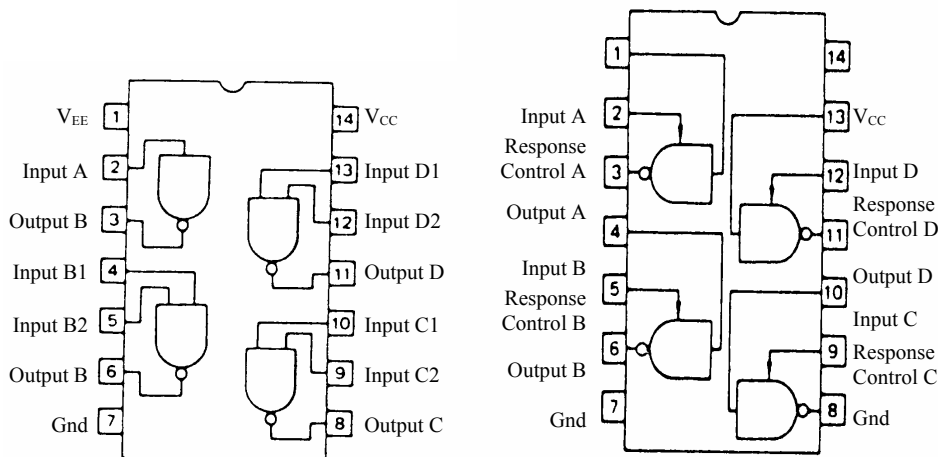 VEE 1 14 VCC
Input A 2 13 Input D1
Output B 3 12 Input D2
Input B1 4 11 Output D
Input B2 5 10 Input C1
Output B 6 9 Input C2
Gnd 7 8 Output C
1 14
Input A 2 13 VCC
Response
Control A 3 12 Input D
Output A 4 Response
Control D 11
Input B 5 Output D
10
Response
Control B 6 Input C
9 Response
Control C
Output B
Gnd 7 8 Gnd